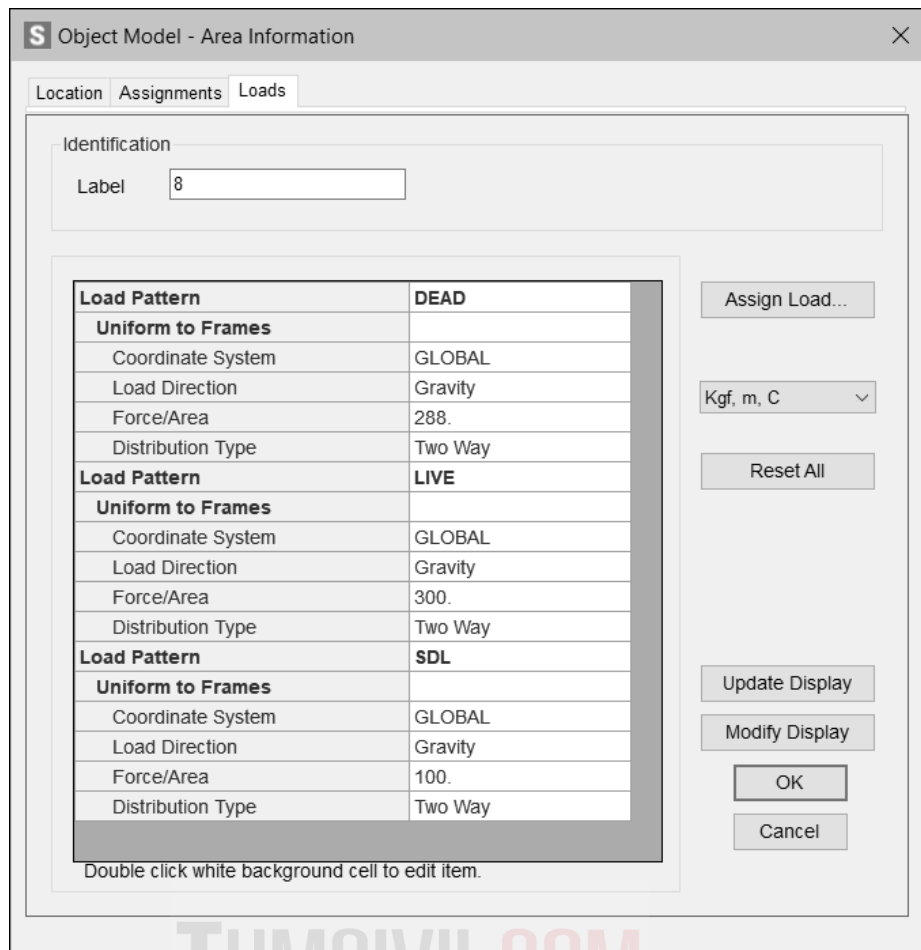 S Object Model - Area Information
Location Assignments Loads
Identification
Label 8
Load Pattern DEAD
Uniform to Frames
Coordinate System GLOBAL
Load Direction Gravity
Force/Area 288.
Distribution Type Two Way
Load Pattern LIVE
Uniform to Frames
Coordinate System GLOBAL
Load Direction Gravity
Force/Area 300.
Distribution Type Two Way
Load Pattern SDL
Uniform to Frames
Coordinate System GLOBAL
Load Direction Gravity
Force/Area 100.
Distribution Type Two Way
Double click white background cell to edit item.
Assign Load...
Kgf, m, C
Reset All
Update Display
Modify Display
OK
Cancel
THMCIVIL.COM